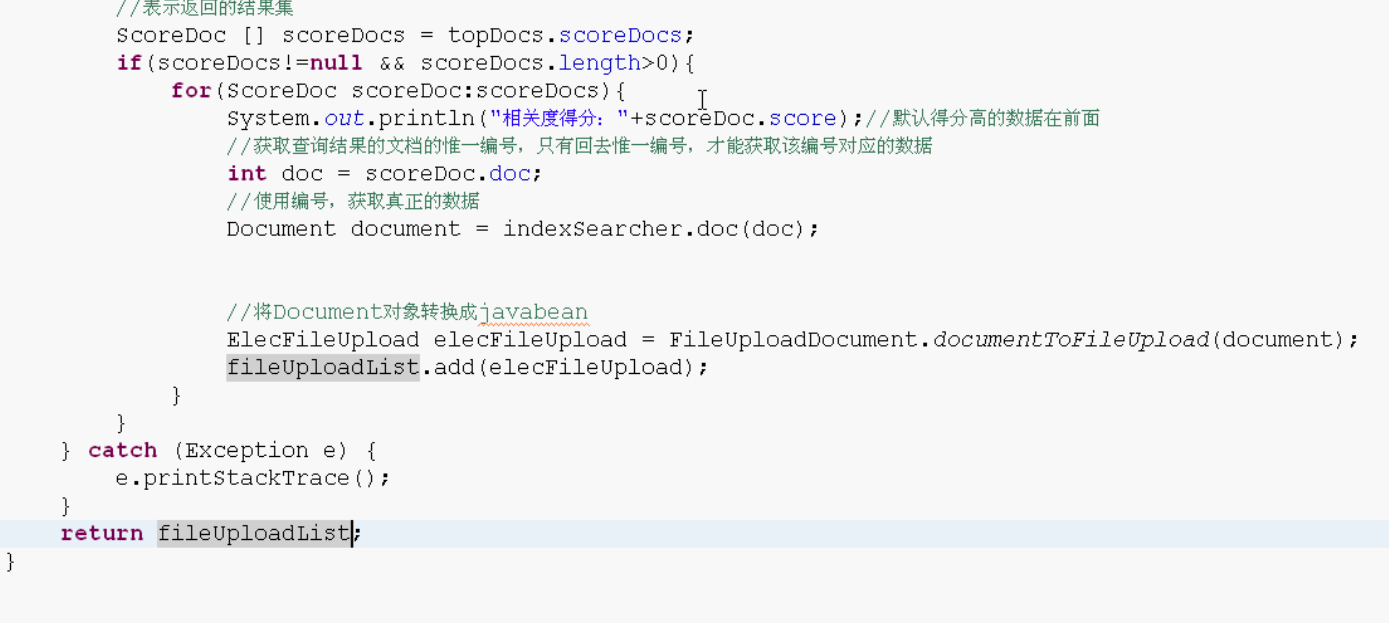 //表示返回的结果集
ScoreDoc [] scoreDocs = topDocs.scoreDocs;
if(scoreDocs!=null && scoreDocs.length>0){
for(ScoreDoc scoreDoc:scoreDocs){
System.out.println("相关度得分："+scoreDoc.score);//默认得分高的数据在前面
//获取查询结果的文档的惟一编号，只有回去惟一编号，才能获取该编号对应的数据
int doc = scoreDoc.doc;
//使用编号，获取真正的数据
Document document = indexSearcher.doc(doc);
//将Document对象转换成javabean
ElecFileUpload elecFileUpload = FileUploadDocument.documentToFileUpload(document);
fileUploadList.add(elecFileUpload);
}
}
} catch (Exception e) {
e.printStackTrace();
}
return fileUploadList;
}